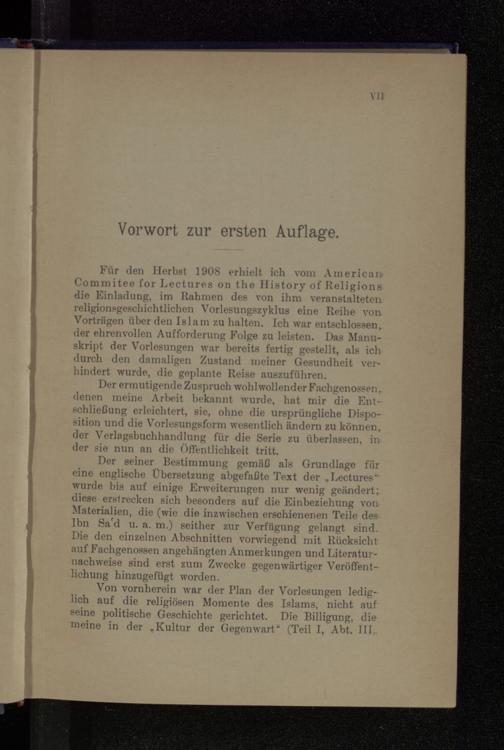 VII
Vorwort zur ersten Auflage.
Für den Herbst 1908 erhielt ich vom American
Commitee for Lectures on the History of Religions
die Einladung, im Rahmen des von ihm veranstalteten
religionsgeschichtlichen Vorlesungszyklus eine Reihe von
Vorträgen über den Islam zu halten. Ich war entschlossen,
der ehrenvollen Aufforderung Folge zu leisten. Das Manu-
skript der Vorlesungen war bereits fertig gestellt, als ich
durch den damaligen Zustand meiner Gesundheit ver-
hindert wurde, die geplante Reise auszuführen.
Der ermutigende Zuspruch wohlwollender Fachgenossen,
denen meine Arbeit bekannt wurde, hat mir die Ent-
schließung erleichtert, sie, ohne die ursprüngliche Dispo-
sition und die Vorlesungsform wesentlich ändern zu können,
der Verlagsbuchhandlung für die Serie zu überlassen, in
der sie nun an die Öffentlichkeit tritt.
Der seiner Bestimmung gemäß als Grundlage für
eine englische Übersetzung abgefaßte Text der „Lectures“
wurde bis auf einige Erweiterungen nur wenig geändert;
diese erstrecken sich besonders auf die Einbeziehung von
Materialien, die (wie die inzwischen erschienenen Teile des
Ibn Saʿd u. a. m.) seither zur Verfügung gelangt sind.
Die den einzelnen Abschnitten vorwiegend mit Rücksicht
auf Fachgenossen angehängten Anmerkungen und Literatur-
nachweise sind erst zum Zwecke gegenwärtiger Veröffent-
lichung hinzugefügt worden.
Von vornherein war der Plan der Vorlesungen ledig-
lich auf die religiösen Momente des Islams, nicht auf
seine politische Geschichte gerichtet. Die Billigung, die
meine in der „Kultur der Gegenwart“ (Teil I, Abt. III,